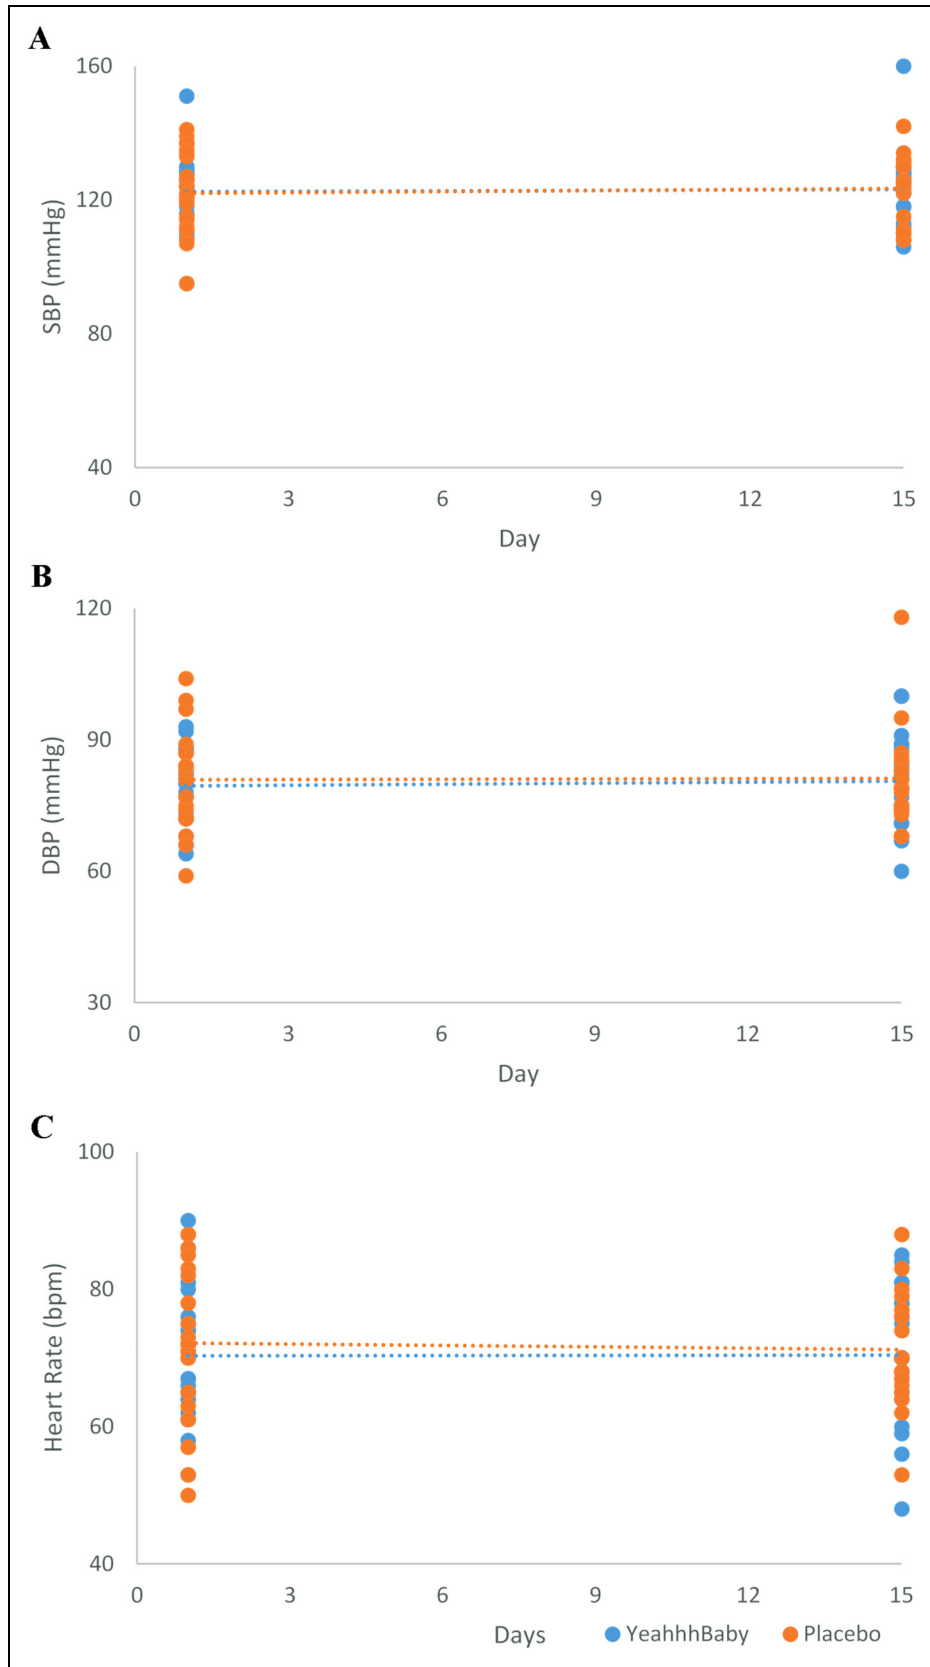 A
160
120
80
40
SBP (mmHg)
0 3 6 9 12 15
Day
B
120
90
60
30
DBP (mmHg)
0 3 6 9 12 15
Day
C
100
80
60
40
Heart Rate (bpm)
0 3 6 9 12 15
Days YeahhhBaby Placebo